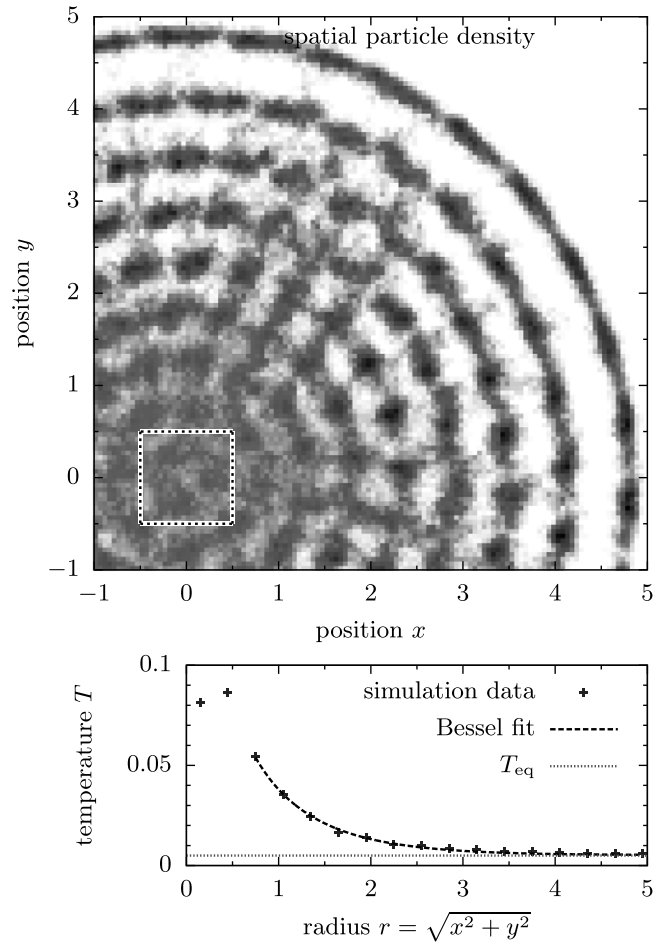 spatial particle density
5
4
3
2
1
0
−1
position y
−1 0 1 2 3 4 5
position x
0.1
0.05
0
temperature T
simulation data
Bessel fit
T_eq
0 1 2 3 4 5
radius r = √x² + y²